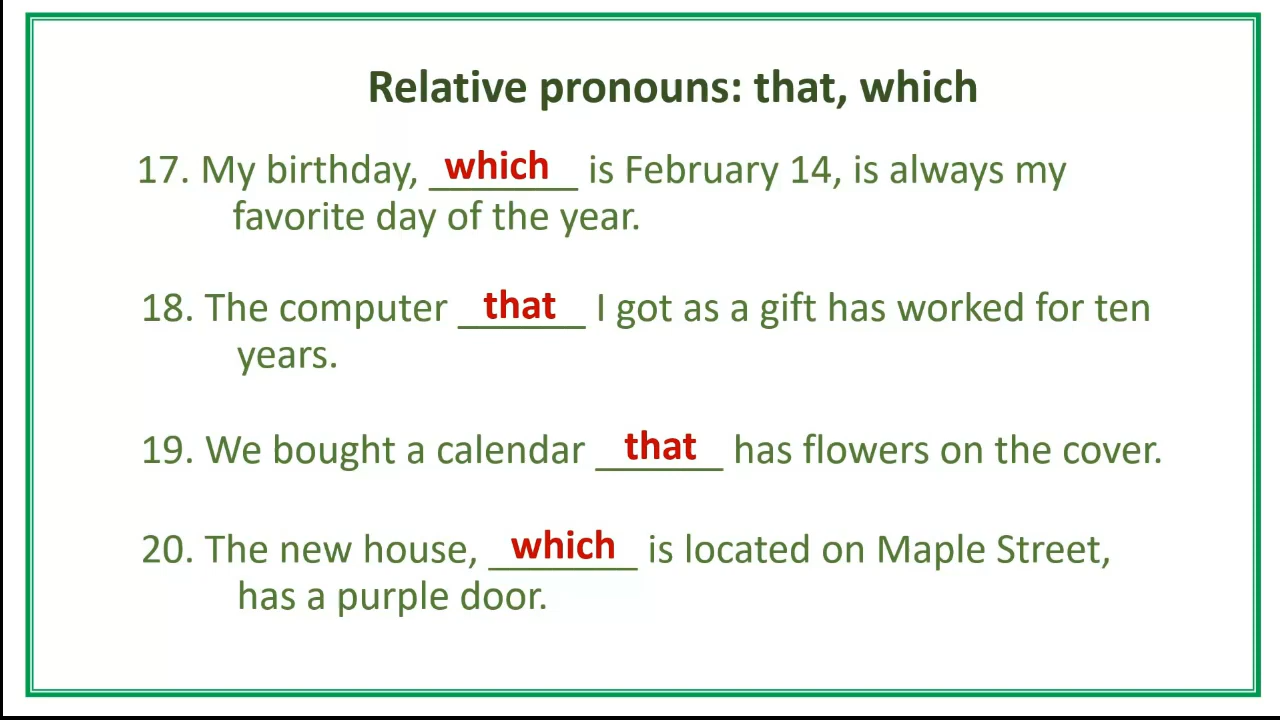 Relative pronouns: that, which
17. My birthday, which is February 14, is always my
favorite day of the year.
18. The computer that I got as a gift has worked for ten
years.
19. We bought a calendar that has flowers on the cover.
20. The new house, which is located on Maple Street,
has a purple door.